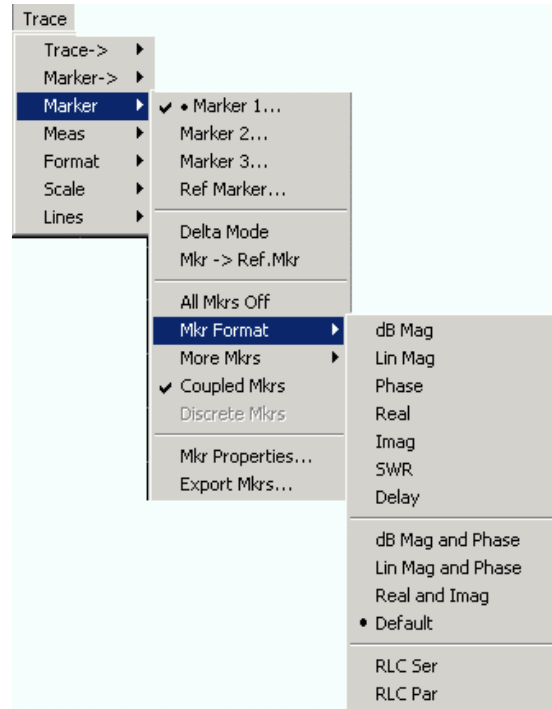 Trace
Trace->
Marker->
Marker
Meas
Format
Scale
Lines
Marker 1...
Marker 2...
Marker 3...
Ref Marker...
Delta Mode
Mkr -> Ref.Mkr
All Mkrs Off
Mkr Format
More Mkrs
Coupled Mkrs
Discrete Mkrs
Mkr Properties...
Export Mkrs...
dB Mag
Lin Mag
Phase
Real
Imag
SWR
Delay
dB Mag and Phase
Lin Mag and Phase
Real and Imag
Default
RLC Ser
RLC Par